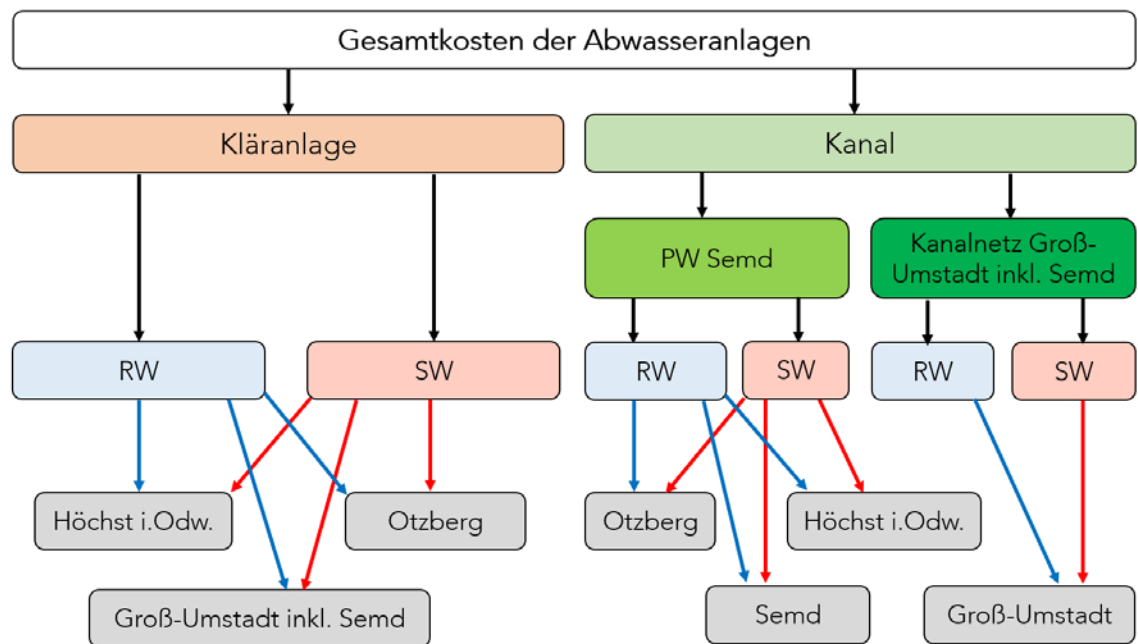 Gesamtkosten der Abwasseranlagen
Kläranlage
Kanal
PW Semd
Kanalnetz Groß-
Umstadt inkl. Semd
RW
SW
RW
SW
RW
SW
Höchst i.Odw.
Otzberg
Otzberg
Höchst i.Odw.
Groß-Umstadt inkl. Semd
Semd
Groß-Umstadt